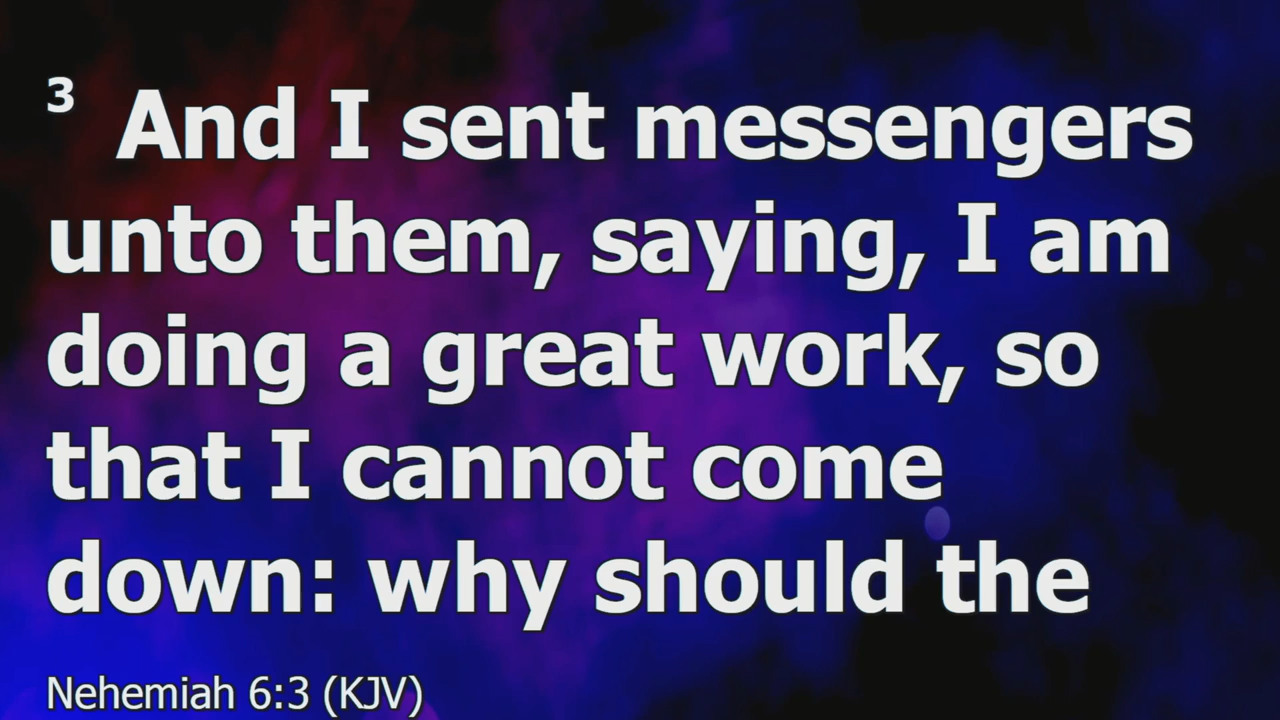 3 And I sent messengers
unto them, saying, I am
doing a great work, so
that I cannot come
down: why should the
Nehemiah 6:3 (KJV)